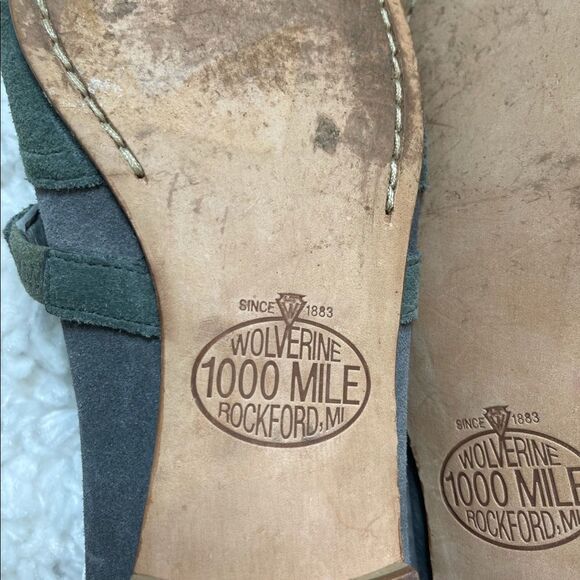 SINCE W 1883
WOLVERINE
1000 MILE
ROCKFORD, MI
SINCE 1883
WOLVERINE
1000 MILE
ROCKFORD, MI